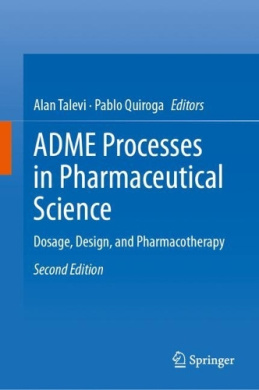 Alan Talevi · Pablo Quiroga Editors
ADME Processes
in Pharmaceutical
Science
Dosage, Design, and Pharmacotherapy
Second Edition
Springer